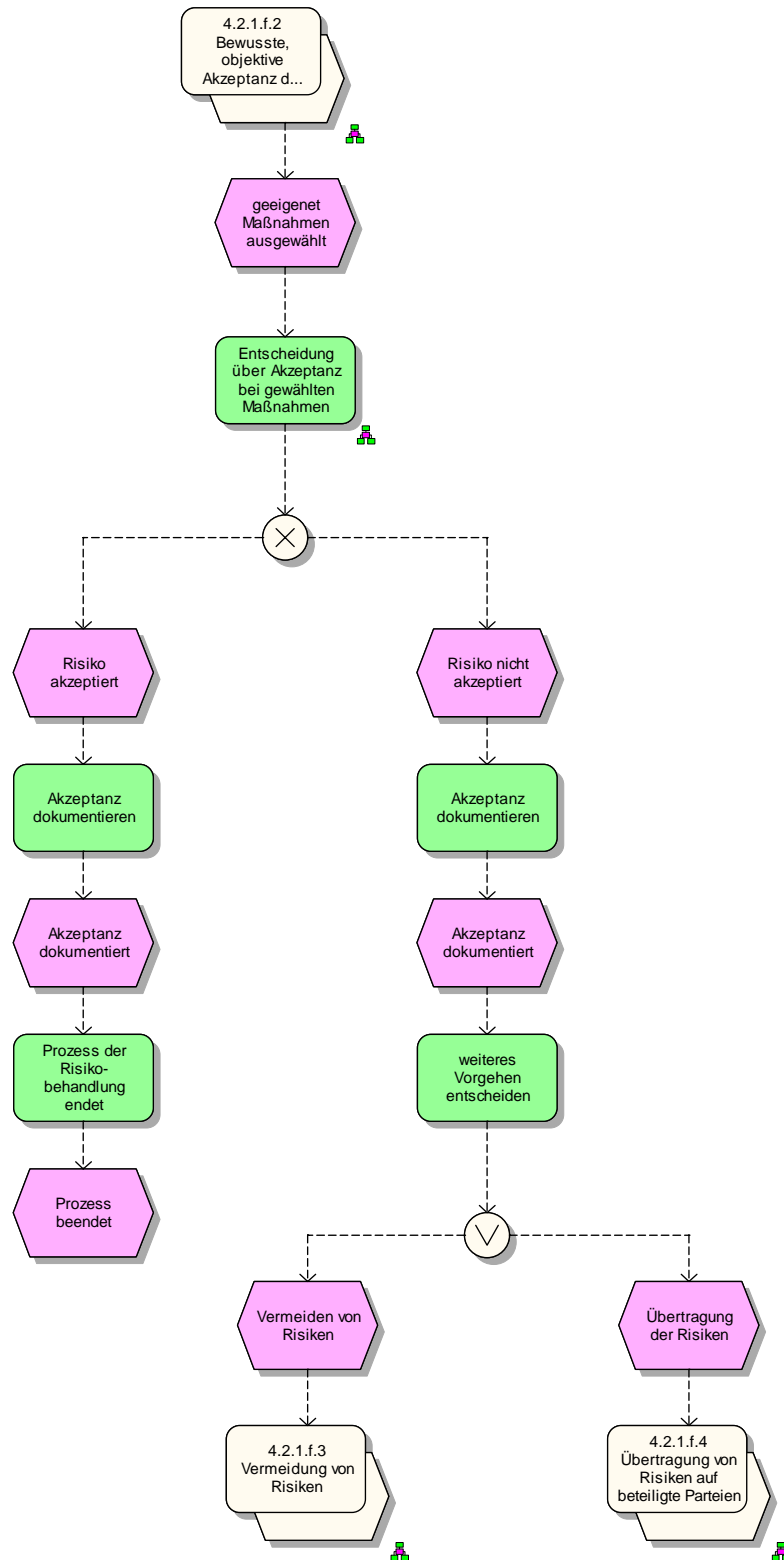 4.2.1.f.2
Bewusste,
objektive
Akzeptanz d...
geeigenet
Maßnahmen
ausgewählt
Entscheidung
über Akzeptanz
bei gewählten
Maßnahmen
Risiko
akzeptiert
Risiko nicht
akzeptiert
Akzeptanz
dokumentieren
Akzeptanz
dokumentieren
Akzeptanz
dokumentiert
Akzeptanz
dokumentiert
Prozess der
Risiko-
behandlung
endet
weiteres
Vorgehen
entscheiden
Prozess
beendet
Vermeiden von
Risiken
Übertragung
der Risiken
4.2.1.f.3
Vermeidung von
Risiken
4.2.1.f.4
Übertragung von
Risiken auf
beteiligte Parteien